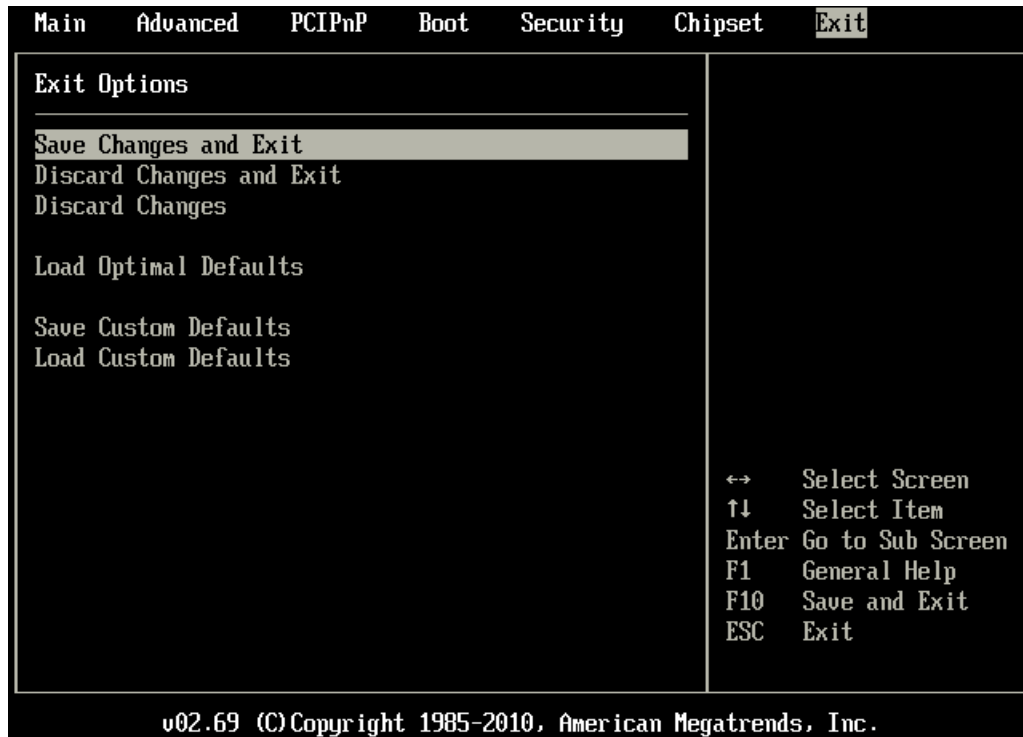 Main Advanced PCIPnP Boot Security Chipset Exit
Exit Options
Save Changes and Exit
Discard Changes and Exit
Discard Changes
Load Optimal Defaults
Save Custom Defaults
Load Custom Defaults
↔ Select Screen
↑↓ Select Item
Enter Go to Sub Screen
F1 General Help
F10 Save and Exit
ESC Exit
v02.69 (C)Copyright 1985-2010, American Megatrends, Inc.